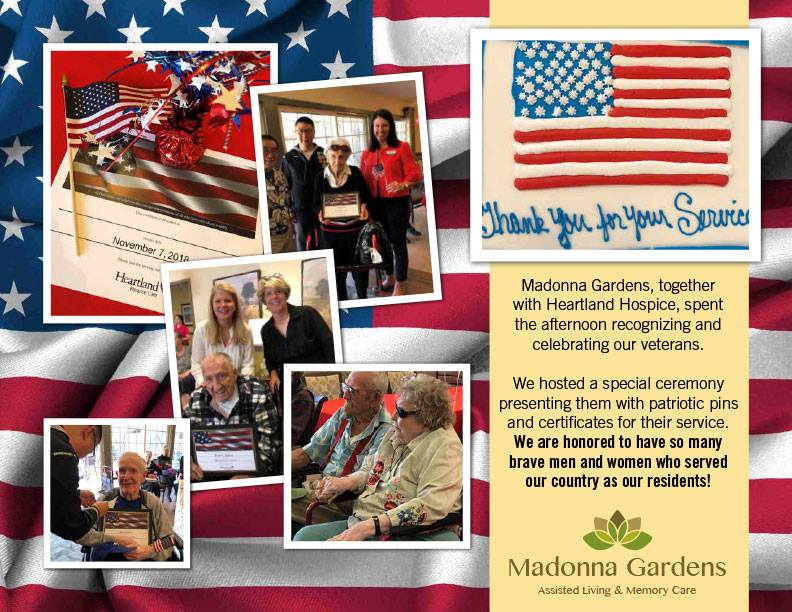 November 7, 2018
Heartland
Hospice Care
Thank you for your Service
Madonna Gardens, together
with Heartland Hospice, spent
the afternoon recognizing and
celebrating our veterans.
We hosted a special ceremony
presenting them with patriotic pins
and certificates for their service.
We are honored to have so many
brave men and women who served
our country as our residents!
Madonna Gardens
Assisted Living & Memory Care